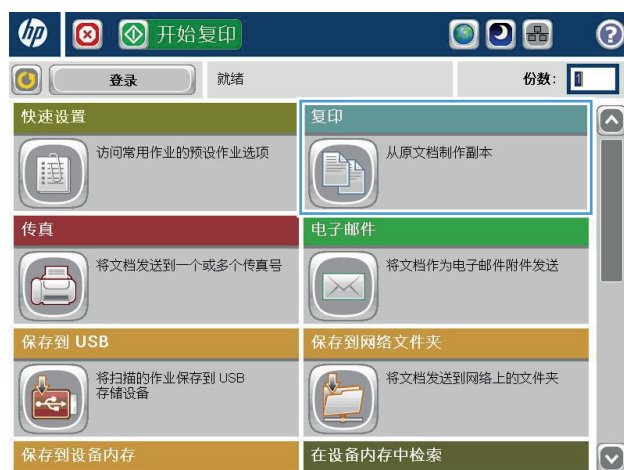 hp
开始复印
?
登录
就绪
份数:
1
快速设置
访问常用作业的预设作业选项
复印
从原文档制作副本
传真
将文档发送到一个或多个传真号
电子邮件
将文档作为电子邮件附件发送
保存到 USB
将扫描的作业保存到 USB
存储设备
保存到网络文件夹
将文档发送到网络上的文件夹
保存到设备内存
在设备内存中检索